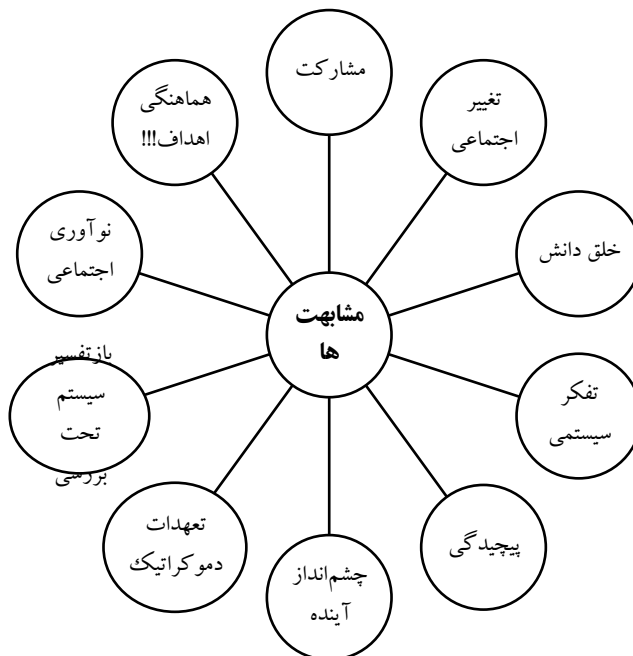 مشارکت
تغییر
اجتماعی
خلق دانش
تفکر
سیستمی
پیچیدگی
چشم‌انداز
آینده
تعهدات
دموکراتیک
بازتفسیر
سیستم
تحت
بررسی
نوآوری
اجتماعی
هماهنگی
اهداف!!!
مشابهت
ها